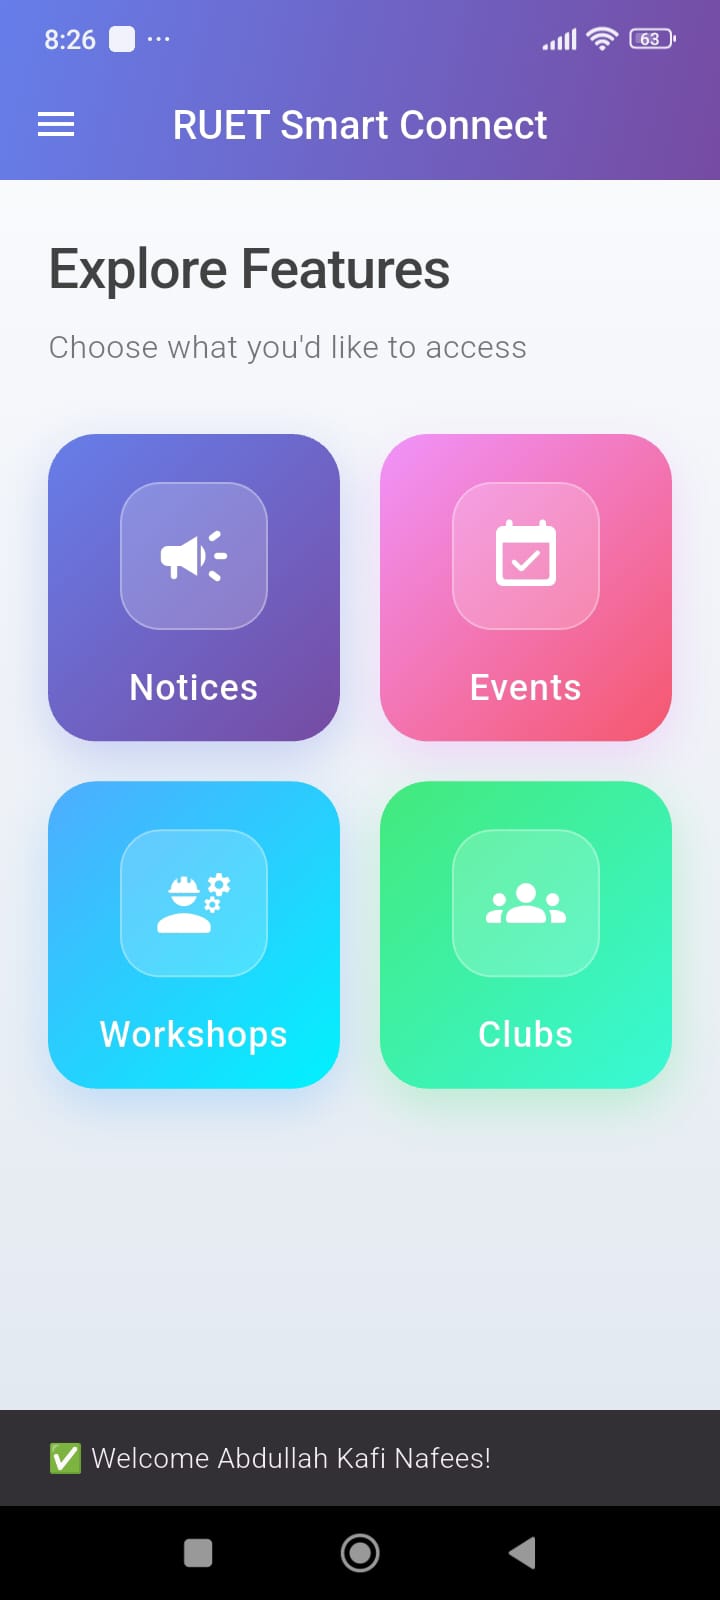 8:26
63
RUET Smart Connect
Explore Features
Choose what you'd like to access
Notices
Events
Workshops
Clubs
✅ Welcome Abdullah Kafi Nafees!